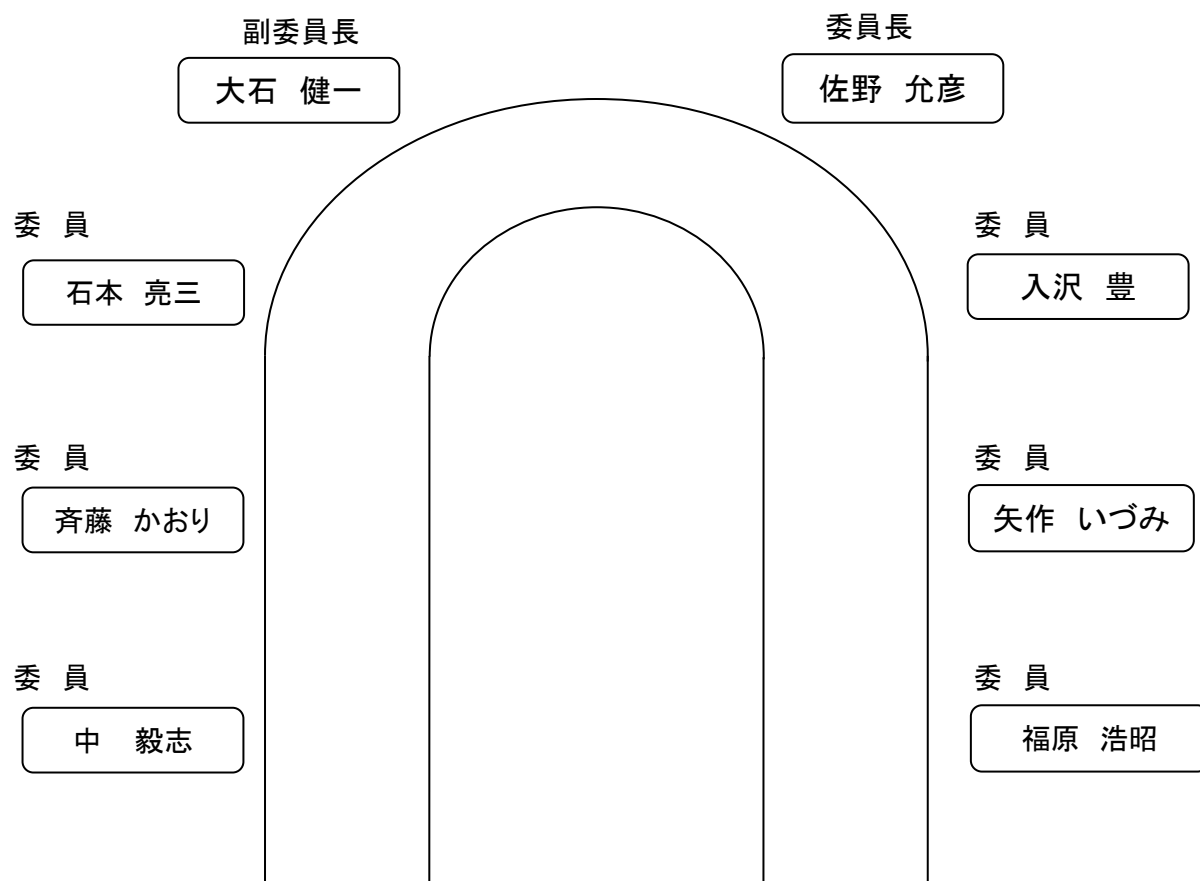 副委員長
大石 健一
委員長
佐野 允彦
委 員
石本 亮三
委 員
入沢 豊
委 員
斉藤 かおり
委 員
矢作 いづみ
委 員
中 毅志
委 員
福原 浩昭